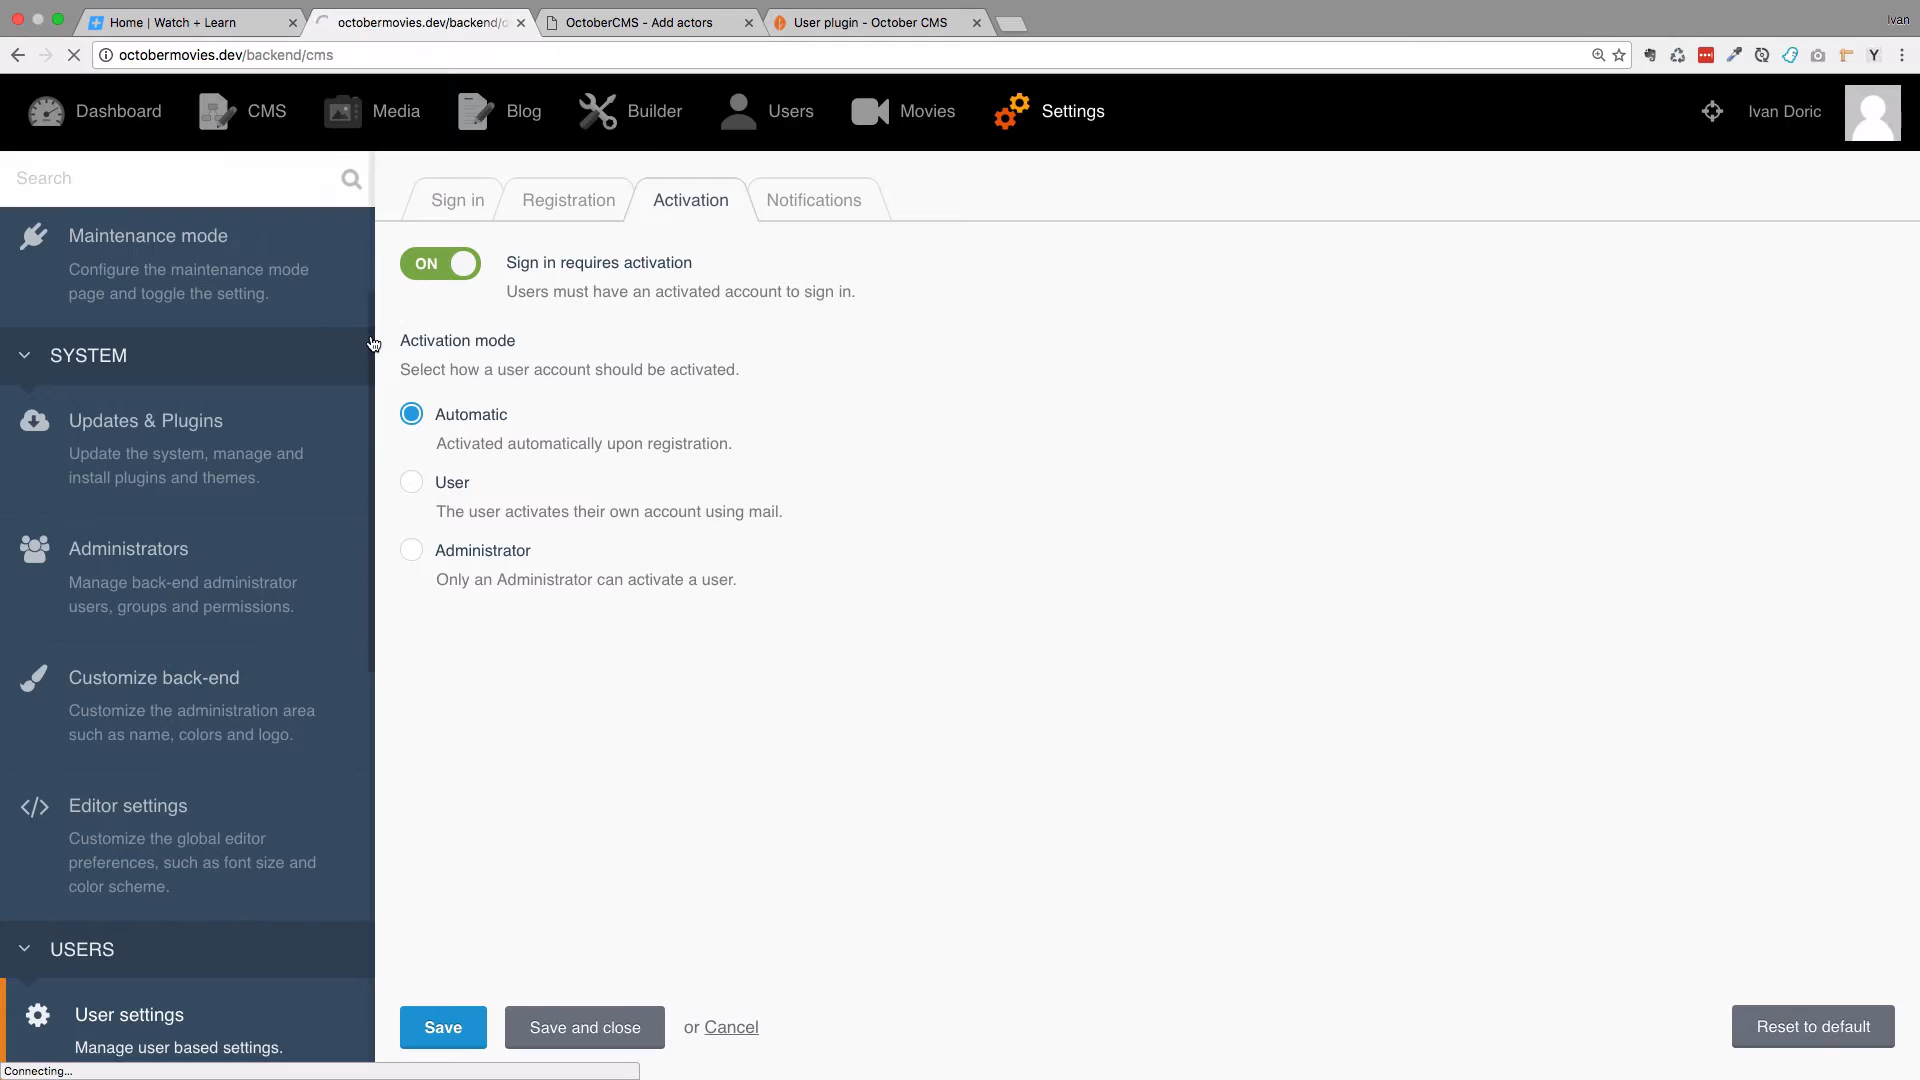 Home | Watch + Learn
octobermovies.dev/backend/c
OctoberCMS - Add actors
User plugin - October CMS
Ivan
octobermovies.dev/backend/cms
Y
Dashboard
CMS
Media
Blog
Builder
Users
Movies
Settings
Ivan Doric
Search
Sign in
Registration
Activation
Notifications
Maintenance mode
Configure the maintenance mode
page and toggle the setting.
SYSTEM
Updates & Plugins
Update the system, manage and
install plugins and themes.
Administrators
Manage back-end administrator
users, groups and permissions.
Customize back-end
Customize the administration area
such as name, colors and logo.
Editor settings
Customize the global editor
preferences, such as font size and
color scheme.
USERS
User settings
Manage user based settings.
ON
Sign in requires activation
Users must have an activated account to sign in.
Activation mode
Select how a user account should be activated.
Automatic
Activated automatically upon registration.
User
The user activates their own account using mail.
Administrator
Only an Administrator can activate a user.
Save
Save and close
or Cancel
Reset to default
Connecting...